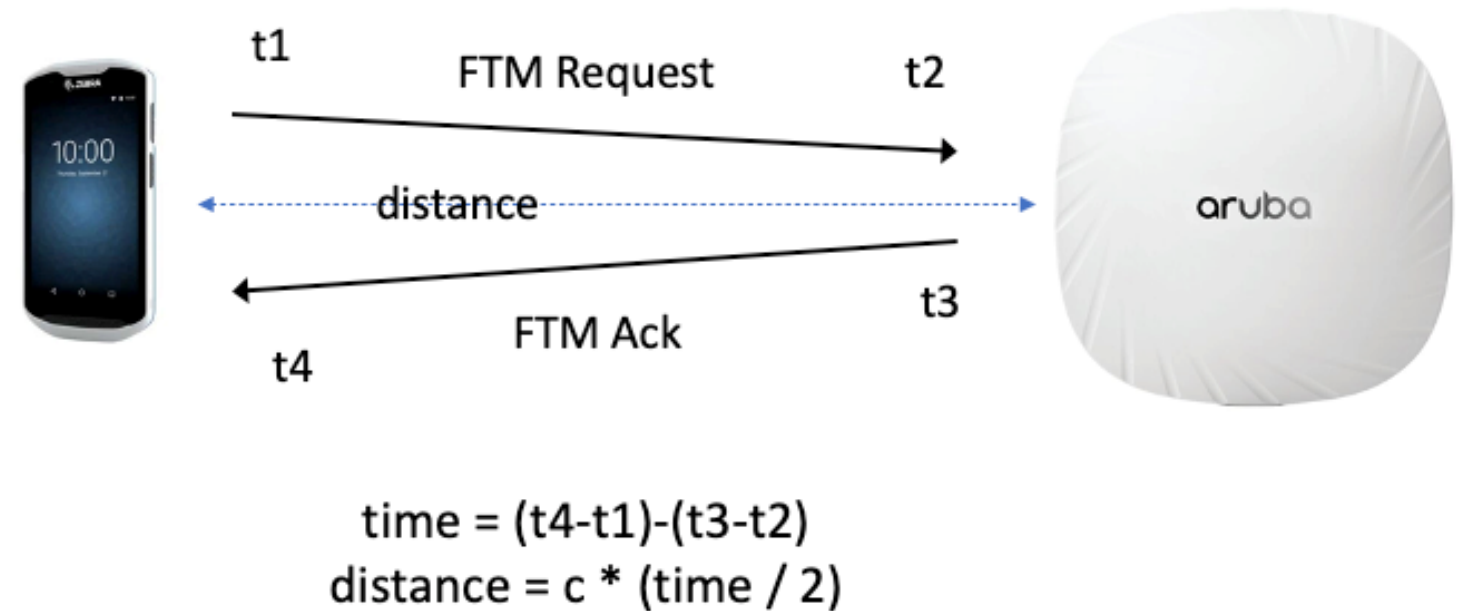 t1
FTM Request
t2
ZEBRA
10:00
distance
aruba
t3
FTM Ack
t4
time = (t4-t1)-(t3-t2)
distance = c * (time / 2)